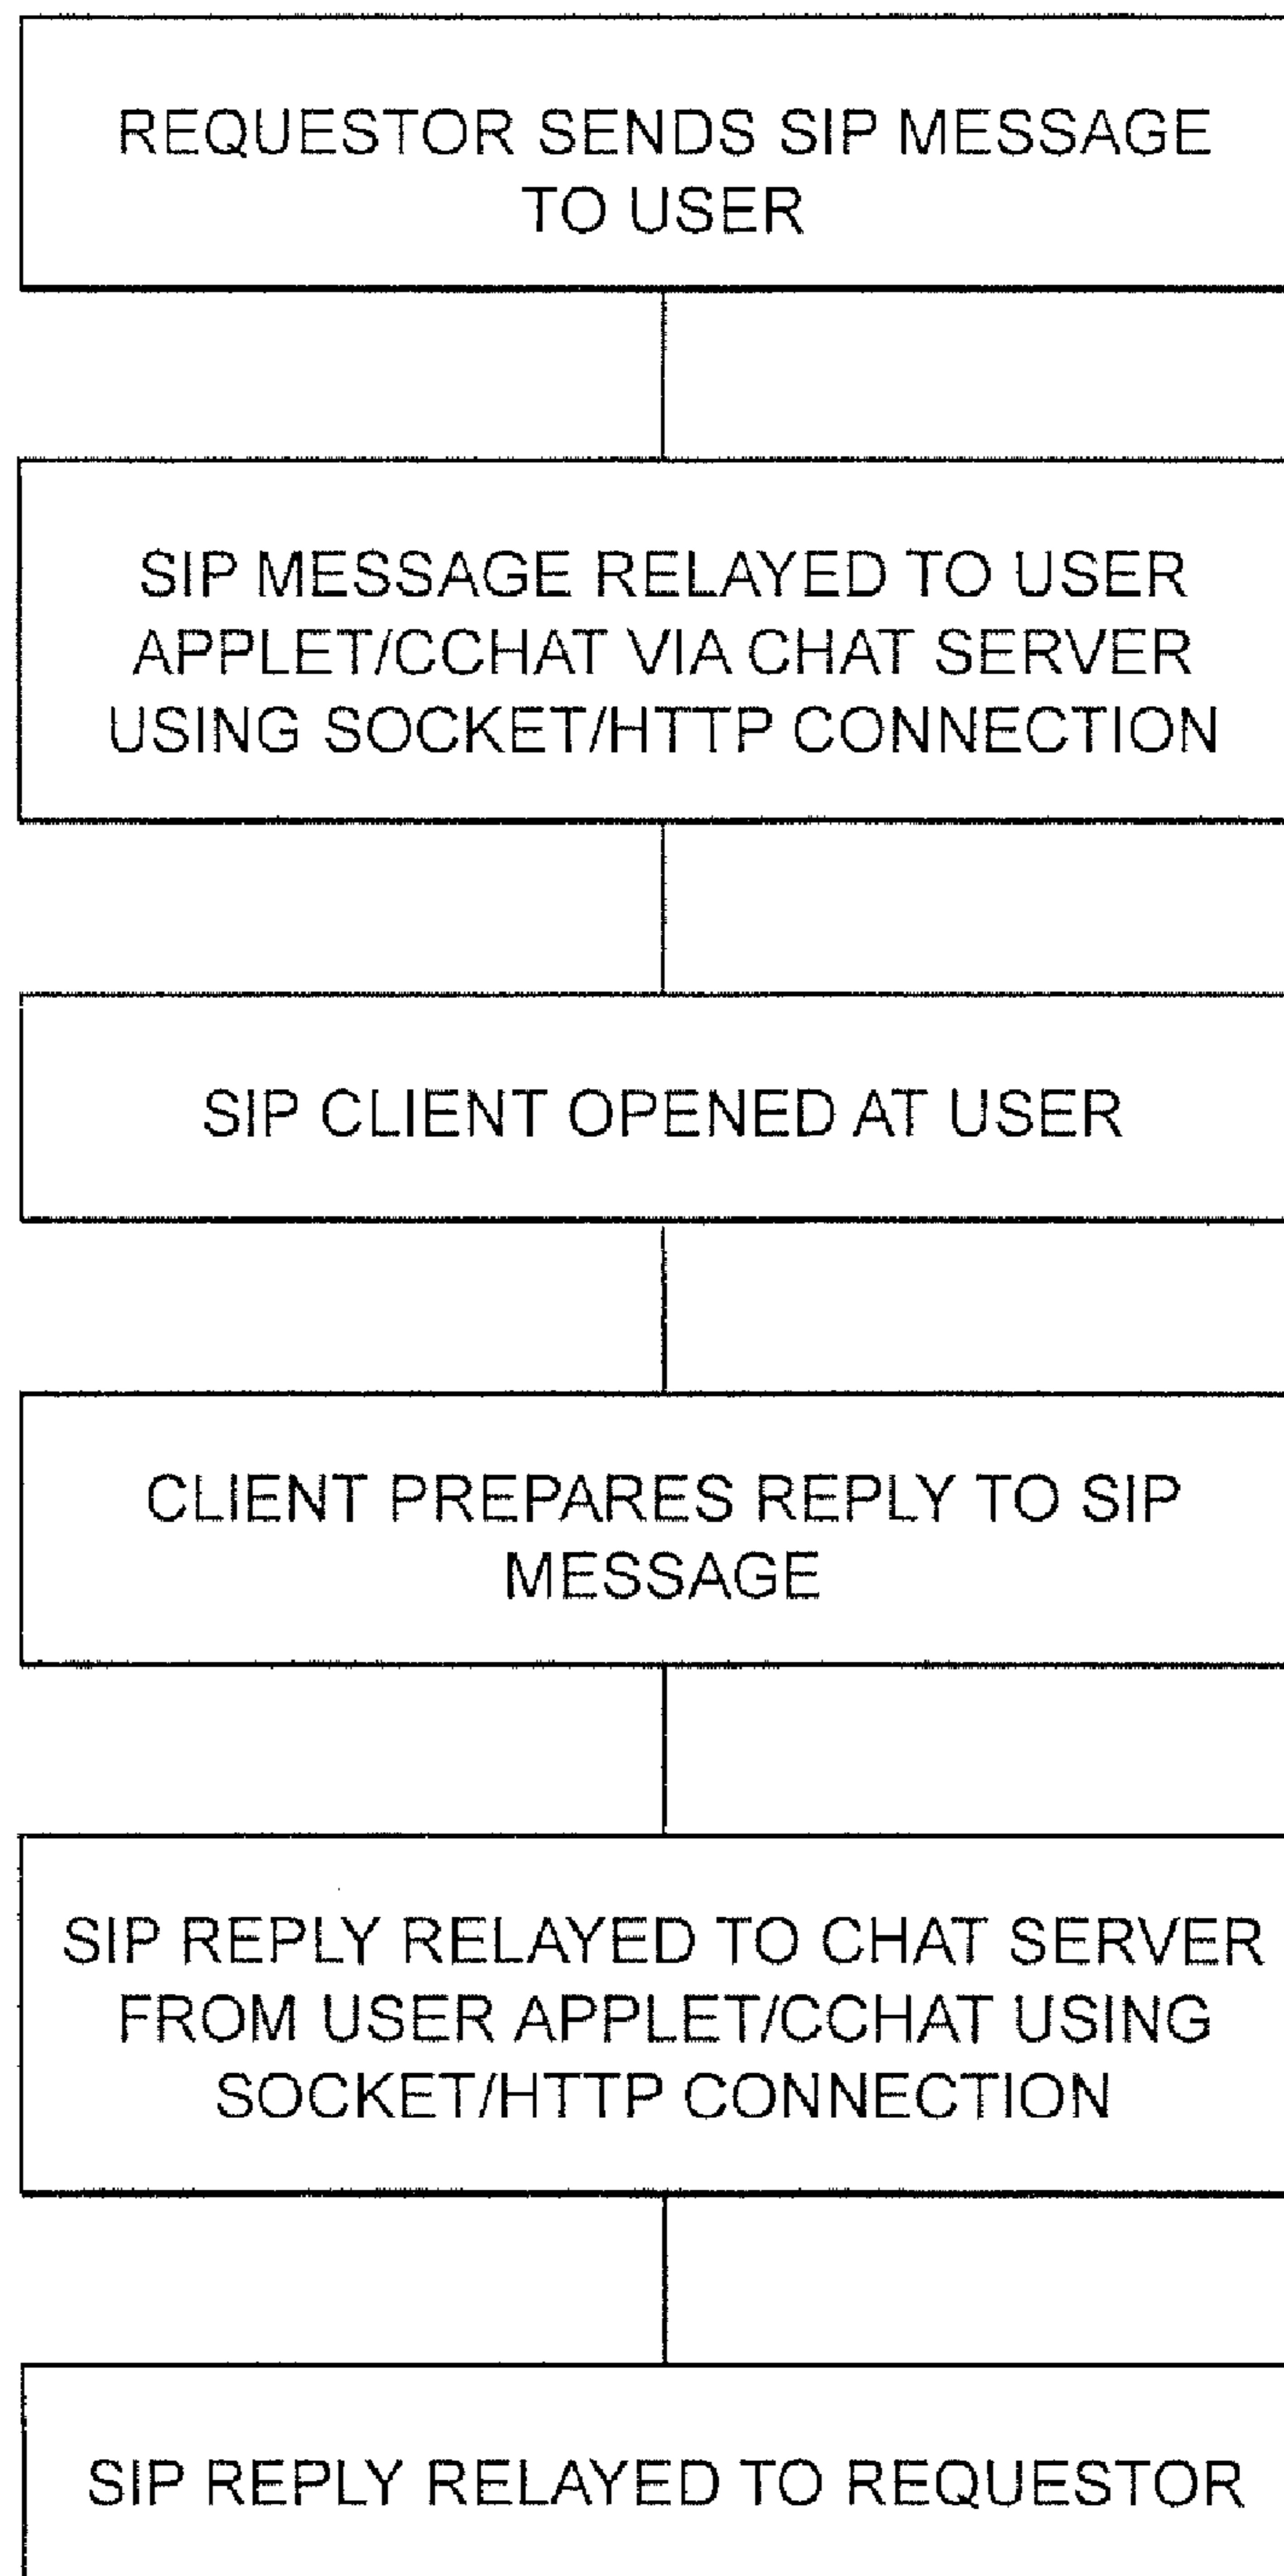 REQUESTOR SENDS SIP MESSAGE
TO USER
SIP MESSAGE RELAYED TO USER
APPLET/CCHAT VIA CHAT SERVER
USING SOCKET/HTTP CONNECTION
SIP CLIENT OPENED AT USER
CLIENT PREPARES REPLY TO SIP
MESSAGE
SIP REPLY RELAYED TO CHAT SERVER
FROM USER APPLET/CCHAT USING
SOCKET/HTTP CONNECTION
SIP REPLY RELAYED TO REQUESTOR